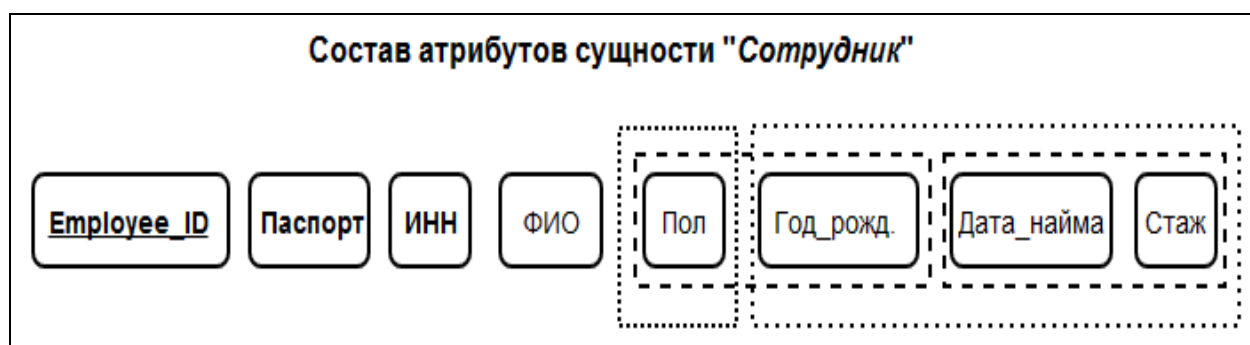 Состав атрибутов сущности "Сотрудник"
Employee_ID Паспорт ИНН ФИО Пол Год_рожд. Дата_найма Стаж